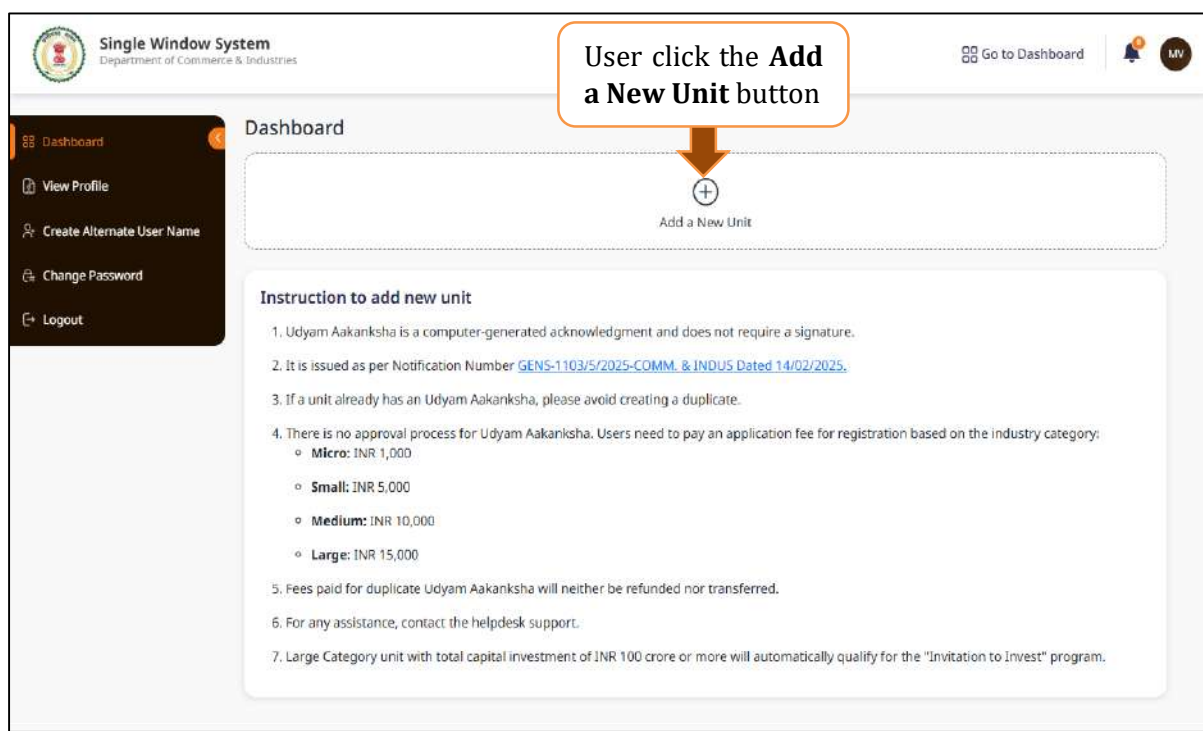 Single Window System
Department of Commerce & Industries
User click the Add
a New Unit button
Go to Dashboard
0
MV
Dashboard
View Profile
Create Alternate User Name
Change Password
Logout
Dashboard
Add a New Unit
Instruction to add new unit
1. Udyam Aakanksha is a computer-generated acknowledgment and does not require a signature.
2. It is issued as per Notification Number GENS-1103/5/2025-COMM. & INDUS Dated 14/02/2025.
3. If a unit already has an Udyam Aakanksha, please avoid creating a duplicate.
4. There is no approval process for Udyam Aakanksha. Users need to pay an application fee for registration based on the industry category:
Micro: INR 1,000
Small: INR 5,000
Medium: INR 10,000
Large: INR 15,000
5. Fees paid for duplicate Udyam Aakanksha will neither be refunded nor transferred.
6. For any assistance, contact the helpdesk support.
7. Large Category unit with total capital investment of INR 100 crore or more will automatically qualify for the "Invitation to Invest" program.